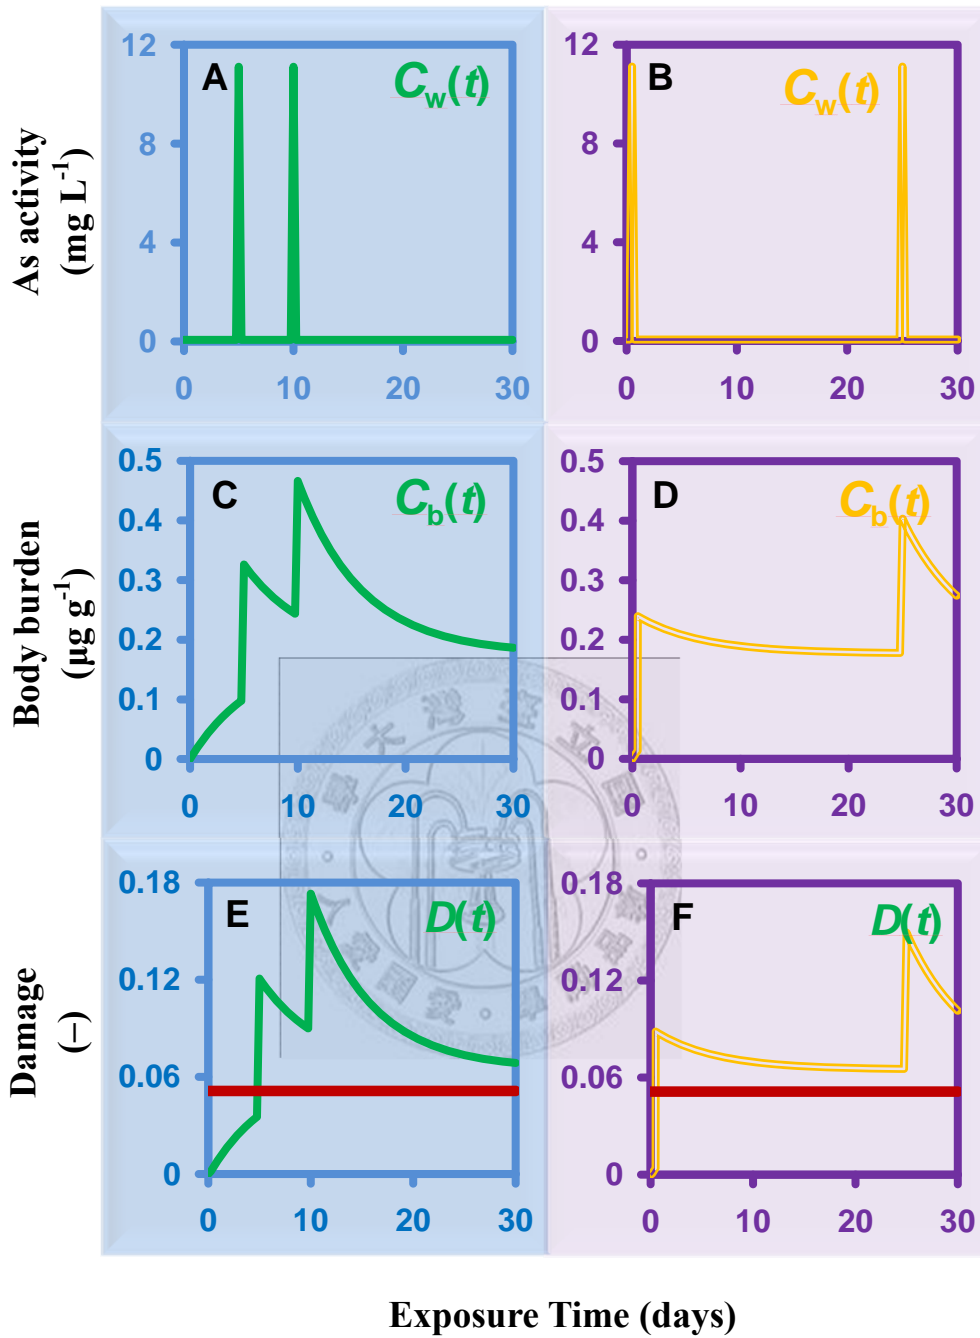 As activity
(mg L⁻¹)
A
C_w(t)
12
8
4
0
0 10 20 30
B
C_w(t)
12
8
4
0
0 10 20 30
Body burden
(µg g⁻¹)
C
C_b(t)
0.5
0.4
0.3
0.2
0.1
0
0 10 20 30
D
C_b(t)
0.5
0.4
0.3
0.2
0.1
0
0 10 20 30
Damage
(–)
E
D(t)
0.18
0.12
0.06
0
0 10 20 30
F
D(t)
0.18
0.12
0.06
0
0 10 20 30
Exposure Time (days)